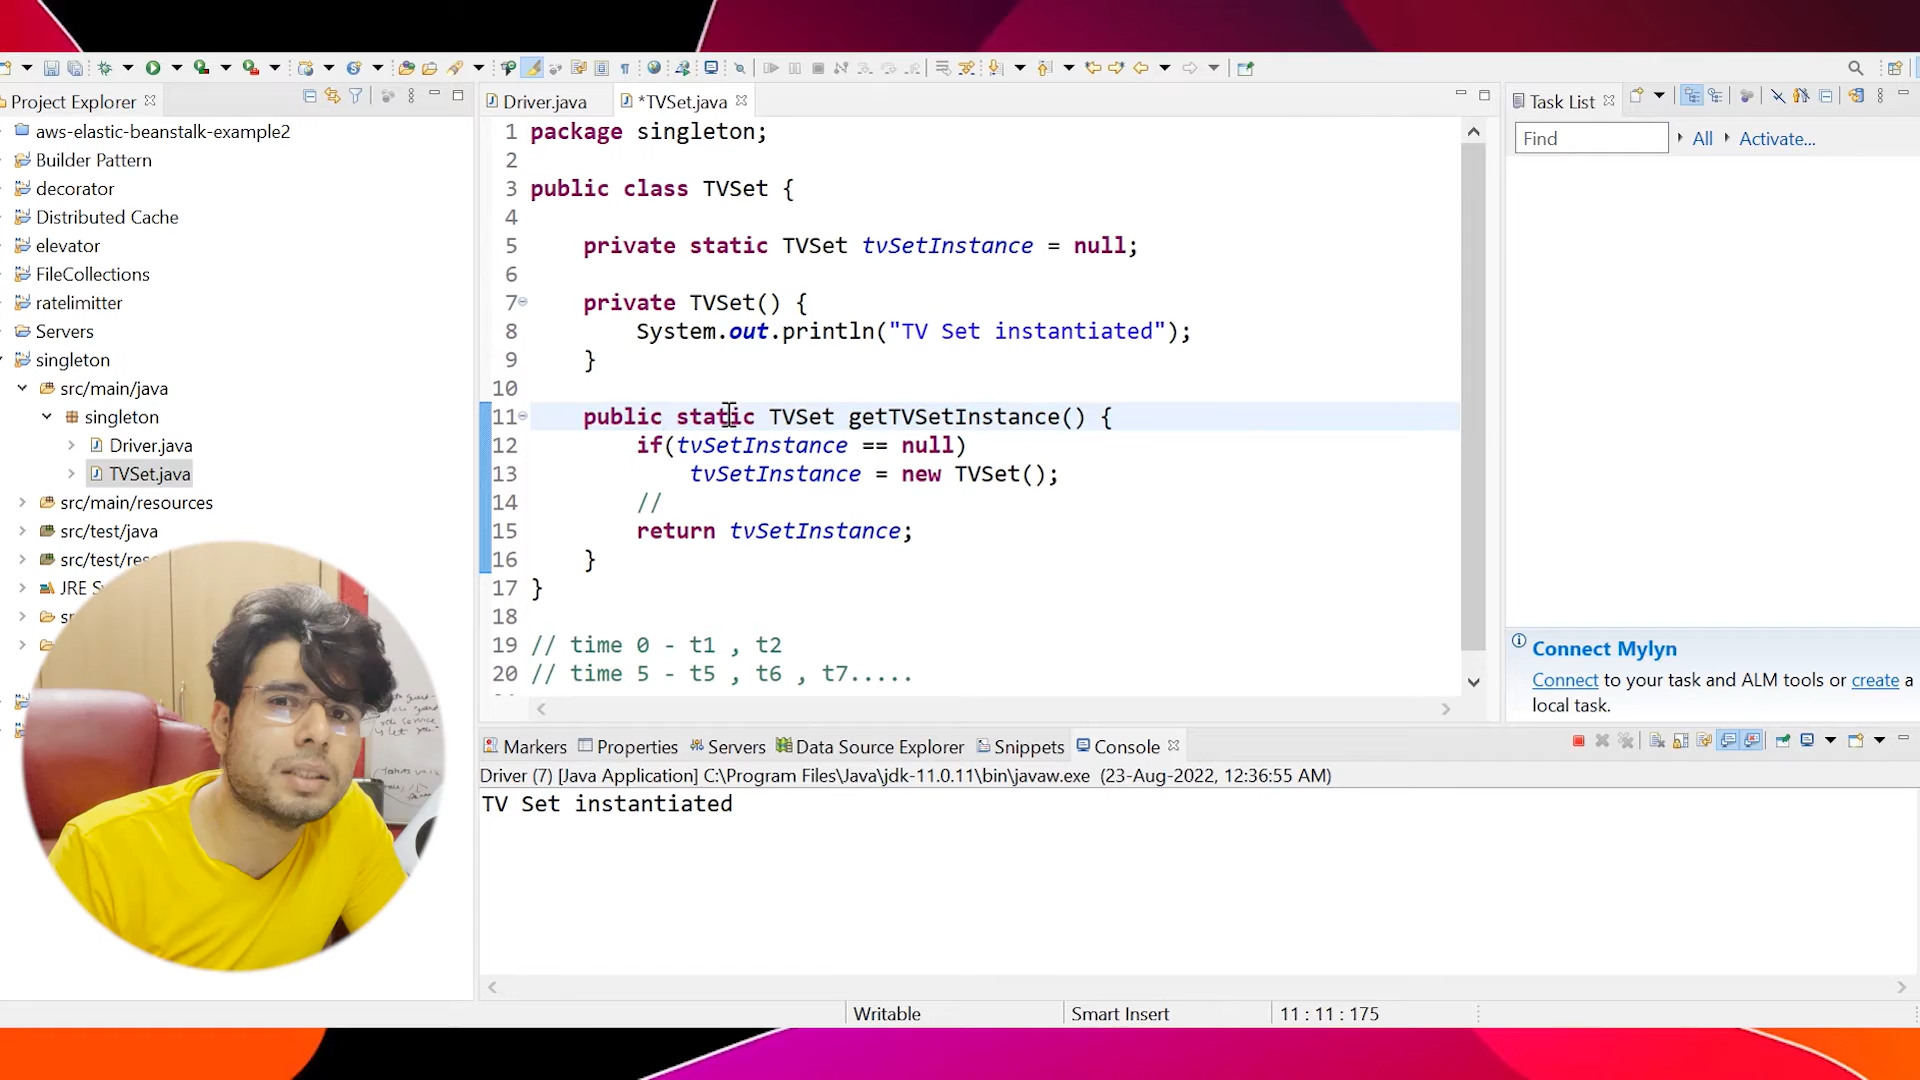 Project Explorer
aws-elastic-beanstalk-example2
Builder Pattern
decorator
Distributed Cache
elevator
FileCollections
ratelimitter
Servers
singleton
src/main/java
singleton
Driver.java
TVSet.java
src/main/resources
src/test/java
JRE
Driver.java
*TVSet.java
1 package singleton;
2
3 public class TVSet {
4
5 private static TVSet tvSetInstance = null;
6
7 private TVSet() {
8 System.out.println("TV Set instantiated");
9 }
10
11 public static TVSet getTVSetInstance() {
12 if(tvSetInstance == null)
13 tvSetInstance = new TVSet();
14 //
15 return tvSetInstance;
16 }
17 }
18
19 // time 0 - t1 , t2
20 // time 5 - t5 , t6 , t7.....
Task List
Find All Activate...
Connect Mylyn
Connect to your task and ALM tools or create a
local task.
Markers Properties Servers Data Source Explorer Snippets Console
Driver (7) [Java Application] C:\Program Files\Java\jdk-11.0.11\bin\javaw.exe (23-Aug-2022, 12:36:55 AM)
TV Set instantiated
Writable Smart Insert 11 : 11 : 175